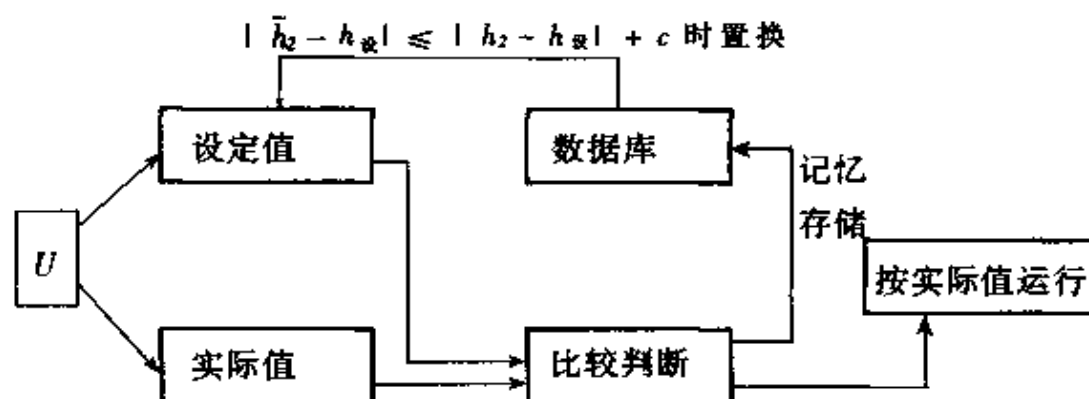 | h̄₂ − h设| ⩽ | h₂ − h设| + c 时置换
设定值
数据库
记忆
存储
U
按实际值运行
实际值
比较判断